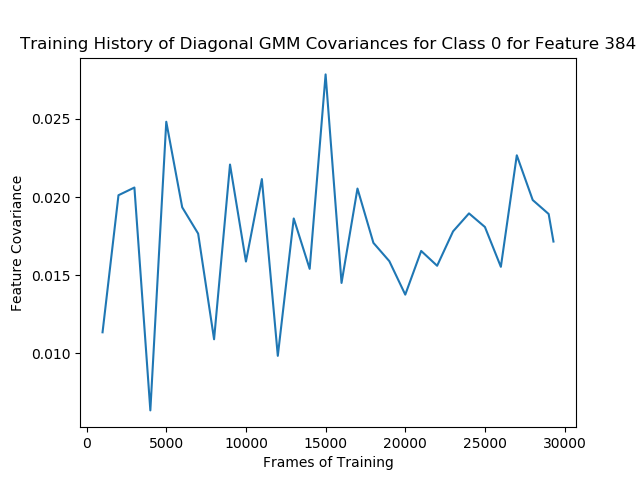 Training History of Diagonal GMM Covariances for Class 0 for Feature 384
0.025
0.020
0.015
0.010
Feature Covariance
0 5000 10000 15000 20000 25000 30000
Frames of Training